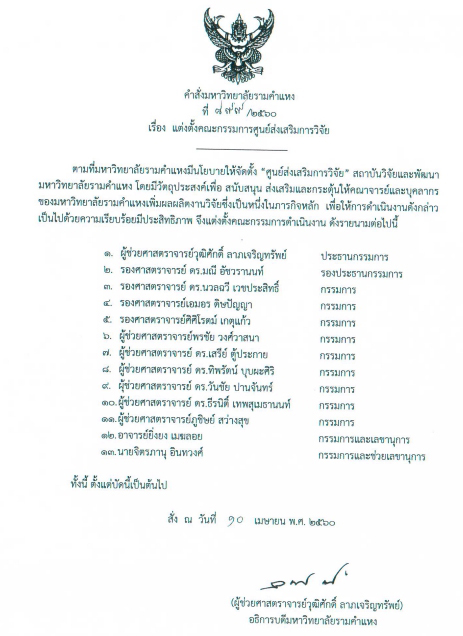 คำสั่งมหาวิทยาลัยรามคำแหง
ที่ ๘๙๙ /๒๕๖๐
เรื่อง แต่งตั้งคณะกรรมการศูนย์ส่งเสริมการวิจัย
ตามที่มหาวิทยาลัยรามคำแหงมีนโยบายให้จัดตั้ง "ศูนย์ส่งเสริมการวิจัย" สถาบันวิจัยและพัฒนา
มหาวิทยาลัยรามคำแหง โดยมีวัตถุประสงค์เพื่อ สนับสนุน ส่งเสริมและกระตุ้นให้คณาจารย์และบุคลากร
ของมหาวิทยาลัยรามคำแหงเพิ่มผลผลิตงานวิจัยซึ่งเป็นหนึ่งในภารกิจหลัก เพื่อให้การดำเนินงานดังกล่าว
เป็นไปด้วยความเรียบร้อยมีประสิทธิภาพ จึงแต่งตั้งคณะกรรมการดำเนินงาน ดังรายนามต่อไปนี้
๑. ผู้ช่วยศาสตราจารย์วุฒิศักดิ์ ลาภเจริญทรัพย์ ประธานกรรมการ
๒. รองศาสตราจารย์ ดร.มณี อัชวรานนท์ รองประธานกรรมการ
๓. รองศาสตราจารย์ ดร.นวลฉวี เวชประสิทธิ์ กรรมการ
๔. รองศาสตราจารย์เอมอร ดิษปัญญา กรรมการ
๕. รองศาสตราจารย์ศิศิโรตม์ เกตุแก้ว กรรมการ
๖. ผู้ช่วยศาสตราจารย์พรชัย วงศ์วาสนา กรรมการ
๗. ผู้ช่วยศาสตราจารย์ ดร.เสรีย์ ตู้ประกาย กรรมการ
๘. ผู้ช่วยศาสตราจารย์ ดร.ทิพรัตน์ บุบผะศิริ กรรมการ
๙. ผู้ช่วยศาสตราจารย์ ดร.วันชัย ปานจันทร์ กรรมการ
๑๐. ผู้ช่วยศาสตราจารย์ ดร.ธีรนิติ์ เทพสุเมธานนท์ กรรมการ
๑๑. ผู้ช่วยศาสตราจารย์ภูชิษย์ สว่างสุข กรรมการ
๑๒. อาจารย์ยิ่งยง เมฆลอย กรรมการและเลขานุการ
๑๓. นายจิตรภานุ อินทวงศ์ กรรมการและช่วยเลขานุการ
ทั้งนี้ ตั้งแต่บัดนี้เป็นต้นไป
สั่ง ณ วันที่ ๑๐ เมษายน พ.ศ. ๒๕๖๐
(ผู้ช่วยศาสตราจารย์วุฒิศักดิ์ ลาภเจริญทรัพย์)
อธิการบดีมหาวิทยาลัยรามคำแหง